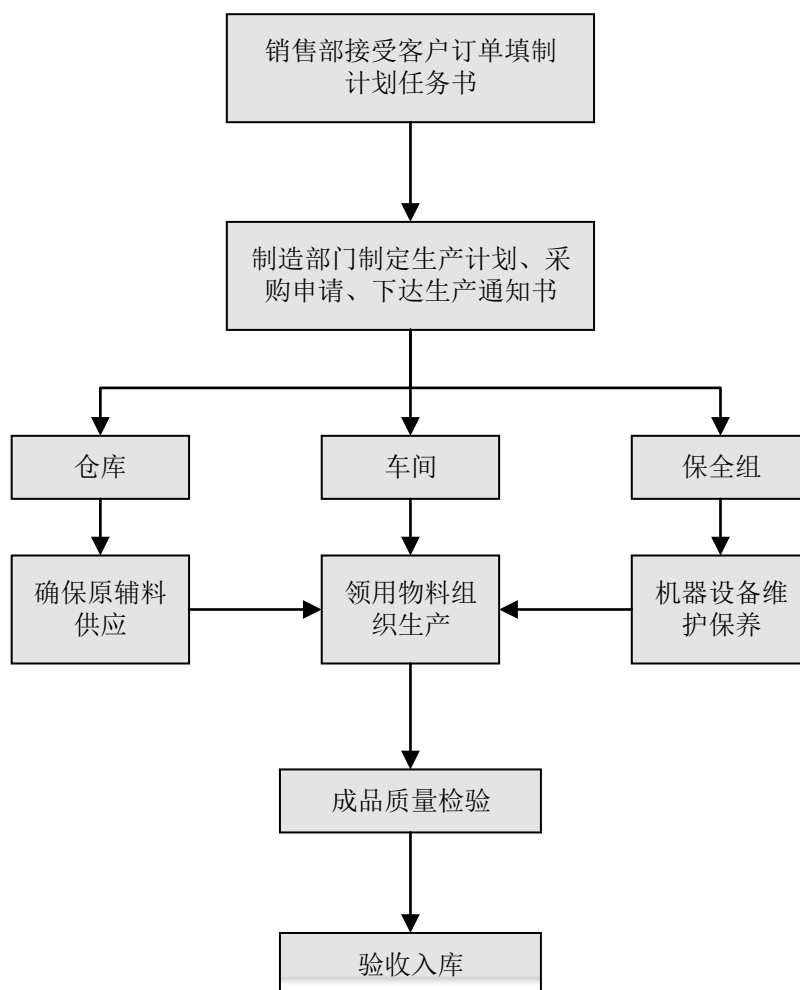 销售部接受客户订单填制
计划任务书
制造部门制定生产计划、采
购申请、下达生产通知书
仓库
车间
保全组
确保原辅料
供应
领用物料组
织生产
机器设备维
护保养
成品质量检验
验收入库